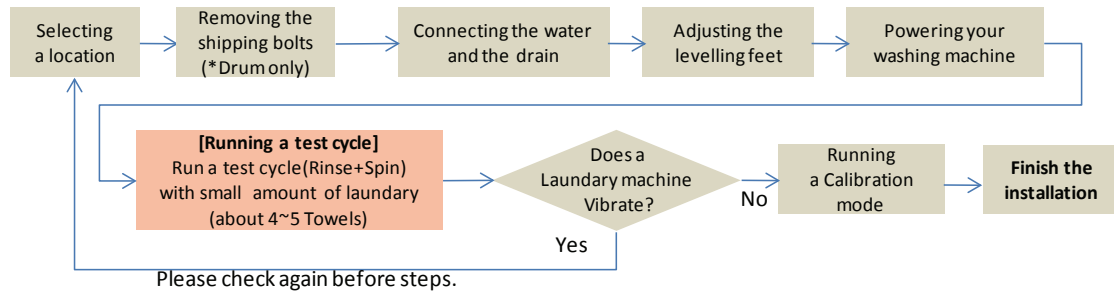 Selecting
a location
Removing the
shipping bolts
(*Drum only)
Connecting the water
and the drain
Adjusting the
levelling feet
Powering your
washing machine
[Running a test cycle]
Run a test cycle(Rinse+Spin)
with small amount of laundary
(about 4~5 Towels)
Does a
Laundary machine
Vibrate?
No
Running
a Calibration
mode
Finish the
installation
Yes
Please check again before steps.